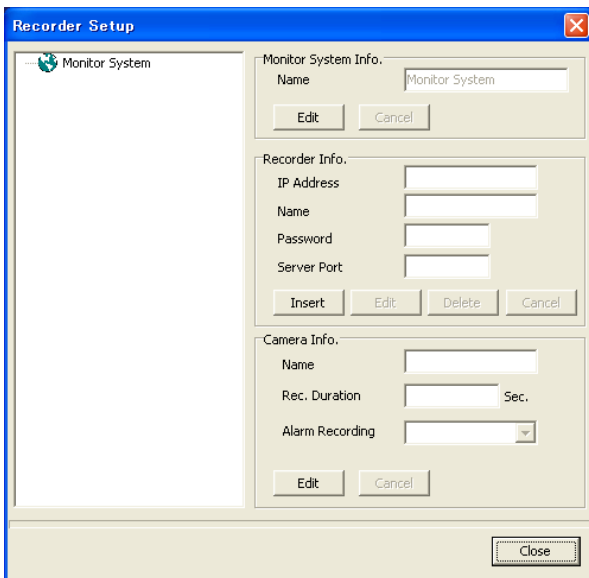 Recorder Setup
Monitor System
Monitor System Info.
Name Monitor System
Edit Cancel
Recorder Info.
IP Address
Name
Password
Server Port
Insert Edit Delete Cancel
Camera Info.
Name
Rec. Duration Sec.
Alarm Recording
Edit Cancel
Close